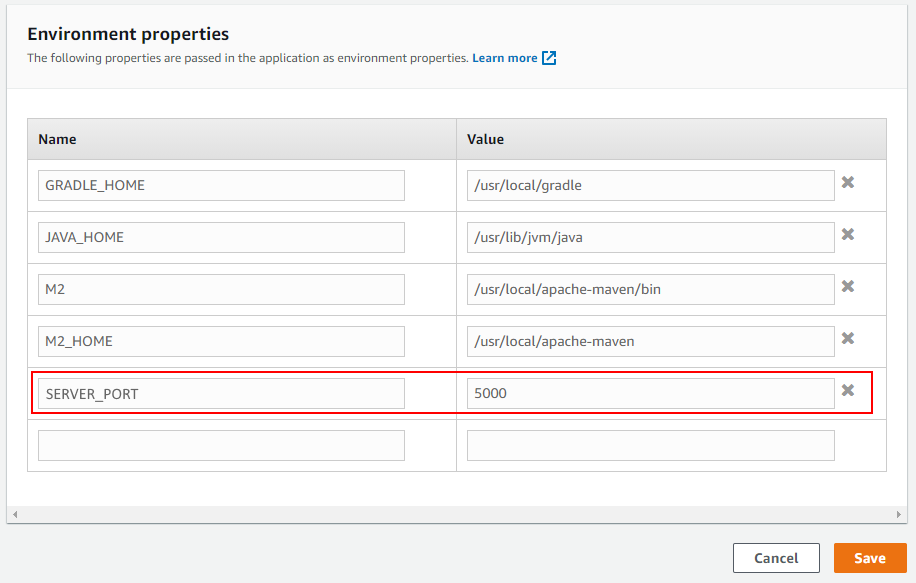 Environment properties
The following properties are passed in the application as environment properties. Learn more
Name Value
GRADLE_HOME /usr/local/gradle
JAVA_HOME /usr/lib/jvm/java
M2 /usr/local/apache-maven/bin
M2_HOME /usr/local/apache-maven
SERVER_PORT 5000
Cancel Save